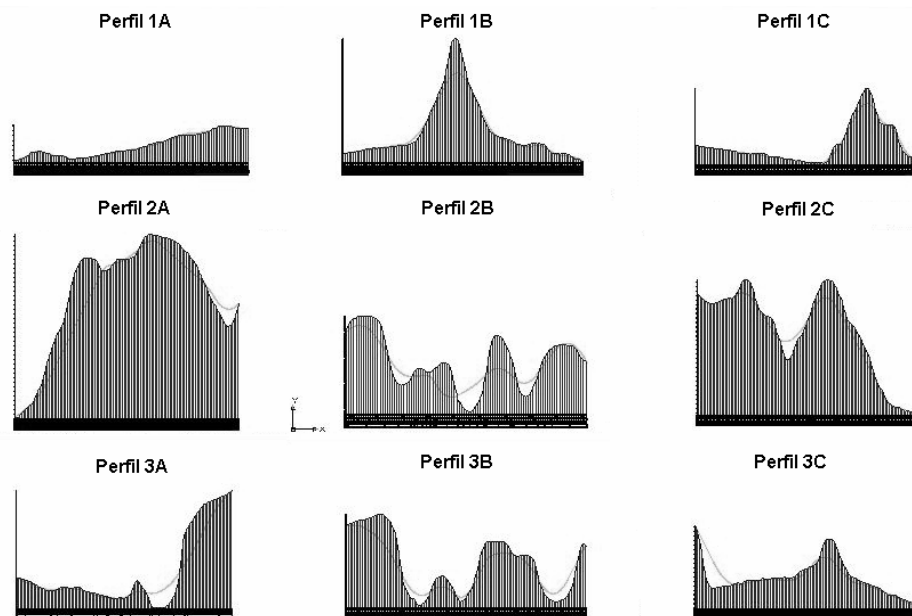 Perfil 1A
Perfil 1B
Perfil 1C
Perfil 2A
Perfil 2B
Perfil 2C
Y
X
Perfil 3A
Perfil 3B
Perfil 3C